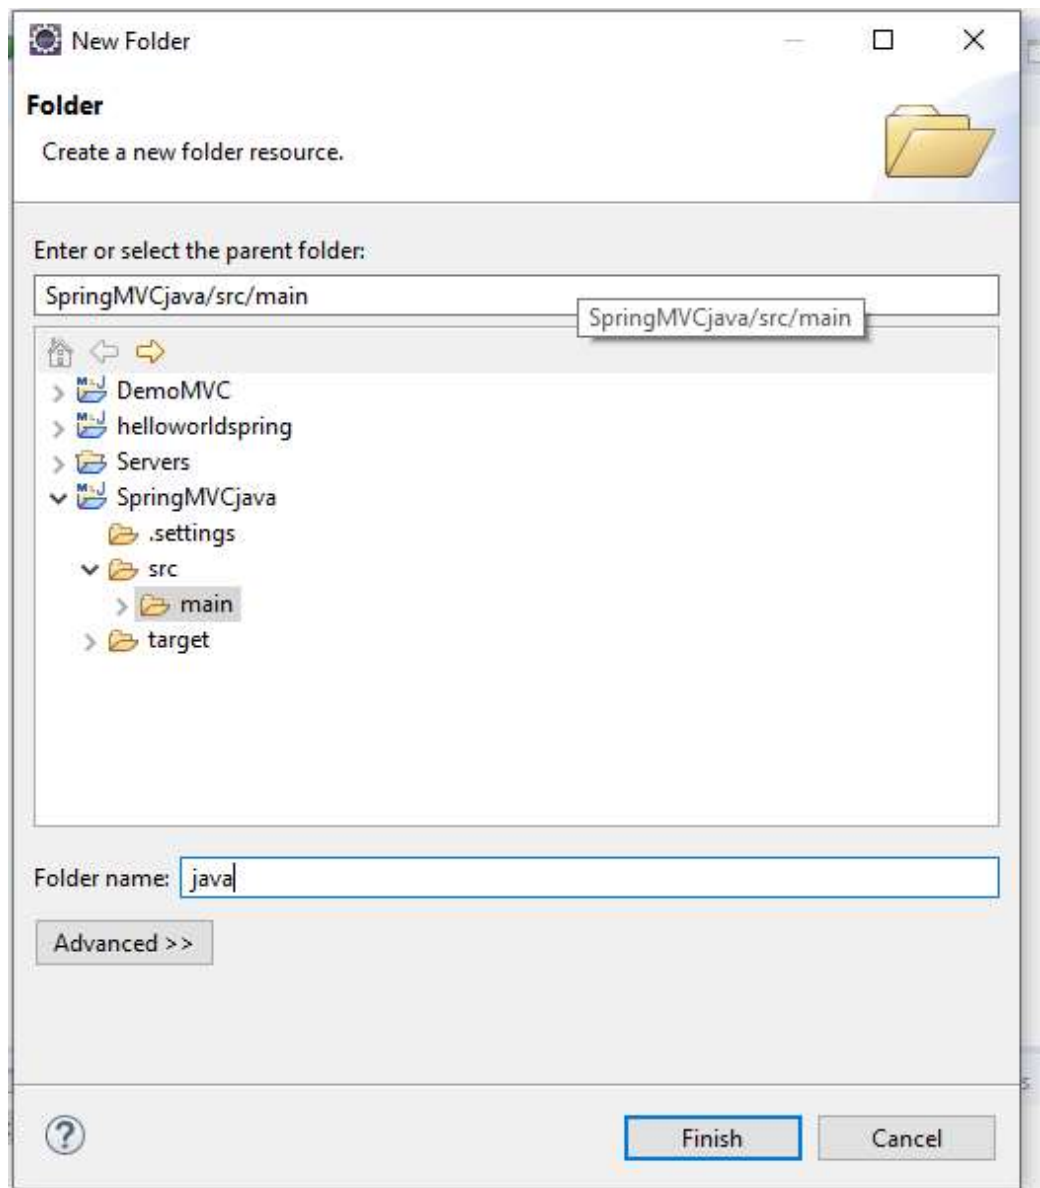 New Folder
Folder
Create a new folder resource.
Enter or select the parent folder:
SpringMVCjava/src/main
SpringMVCjava/src/main
DemoMVC
helloworldspring
Servers
SpringMVCjava
.settings
src
main
target
Folder name: java
Advanced >>
s
? Finish Cancel